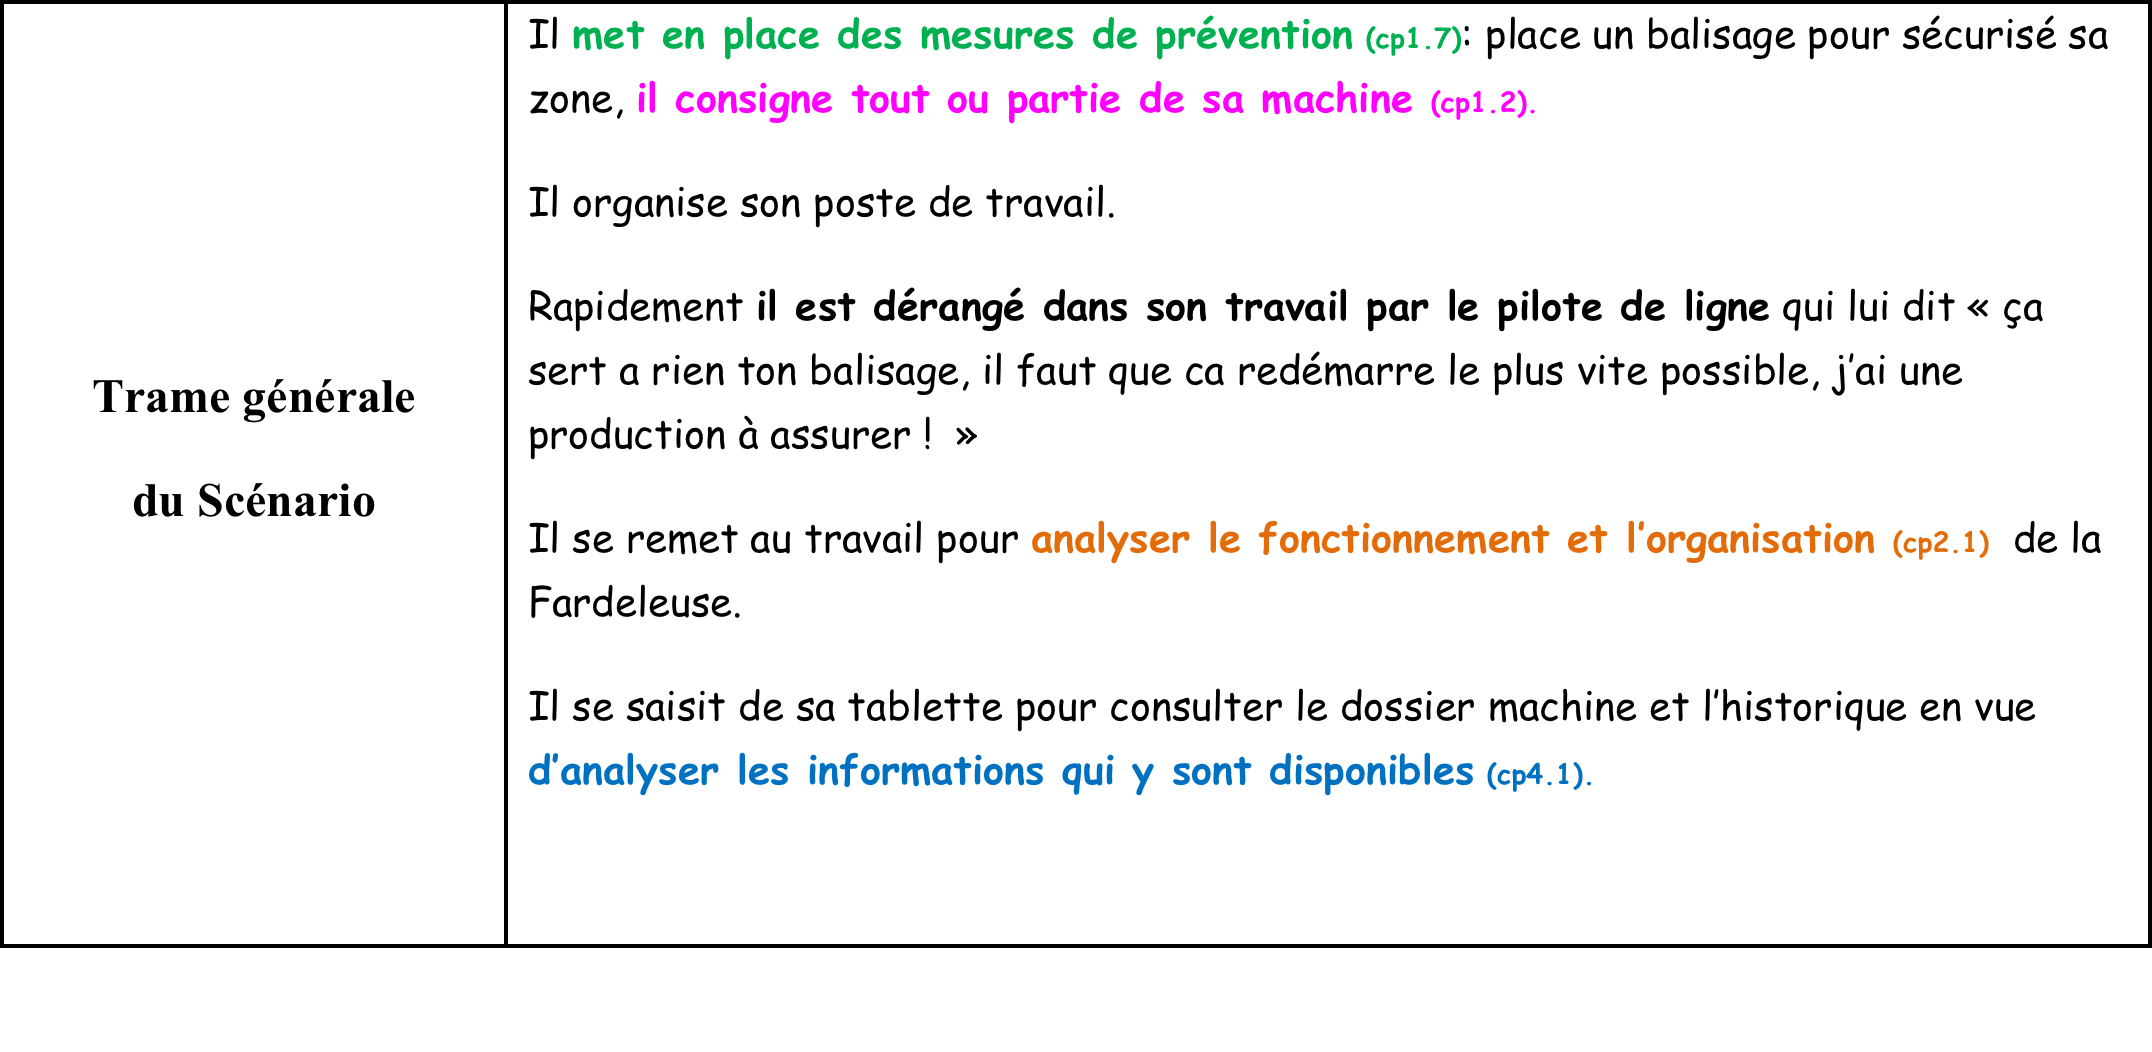 Trame générale
du Scénario
Il met en place des mesures de prévention (cp1.7): place un balisage pour sécurisé sa
zone, il consigne tout ou partie de sa machine (cp1.2).
Il organise son poste de travail.
Rapidement il est dérangé dans son travail par le pilote de ligne qui lui dit « ça
sert a rien ton balisage, il faut que ca redémarre le plus vite possible, j’ai une
production à assurer ! »
Il se remet au travail pour analyser le fonctionnement et l’organisation (cp2.1) de la
Fardeleuse.
Il se saisit de sa tablette pour consulter le dossier machine et l’historique en vue
d’analyser les informations qui y sont disponibles (cp4.1).